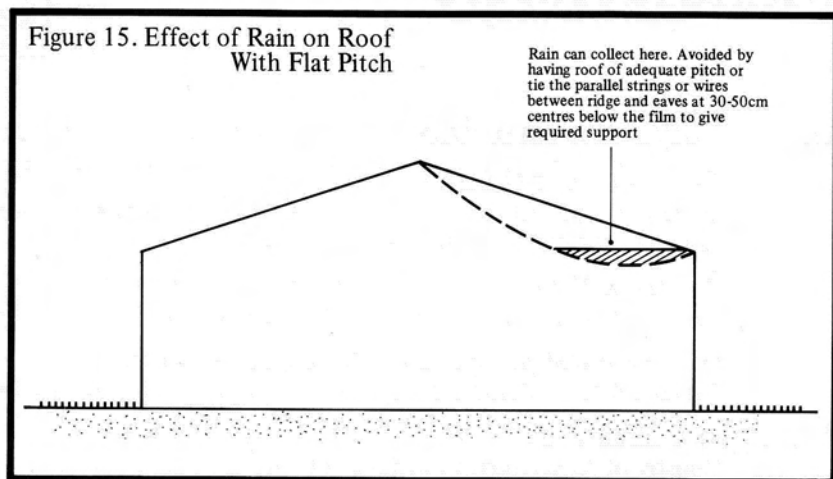 Figure 15. Effect of Rain on Roof
With Flat Pitch
Rain can collect here. Avoided by
having roof of adequate pitch or
tie the parallel strings or wires
between ridge and eaves at 30-50cm
centres below the film to give
required support